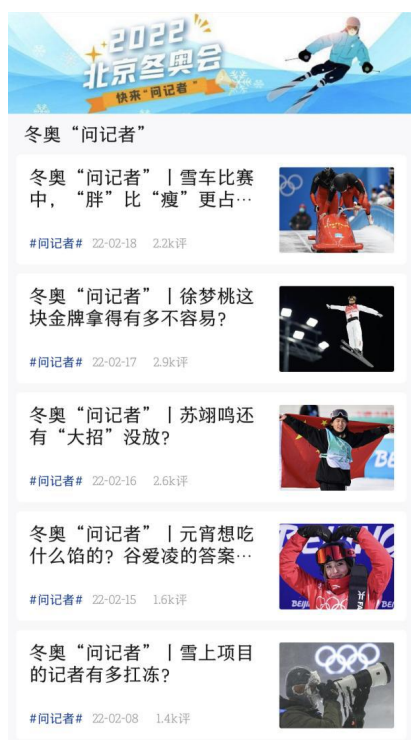 2022
北京冬奥会
快来“问记者”
冬奥“问记者”
冬奥“问记者”丨雪车比赛
中，“胖”比“瘦”更占…
#问记者# 22-02-18 2.2k评
冬奥“问记者”丨徐梦桃这
块金牌拿得有多不容易？
#问记者# 22-02-17 2.9k评
冬奥“问记者”丨苏翊鸣还
有“大招”没放？
#问记者# 22-02-16 2.6k评
BE
冬奥“问记者”丨元宵想吃
什么馅的？谷爱凌的答案…
#问记者# 22-02-15 1.6k评
冬奥“问记者”丨雪上项目
的记者有多扛冻？
#问记者# 22-02-08 1.4k评